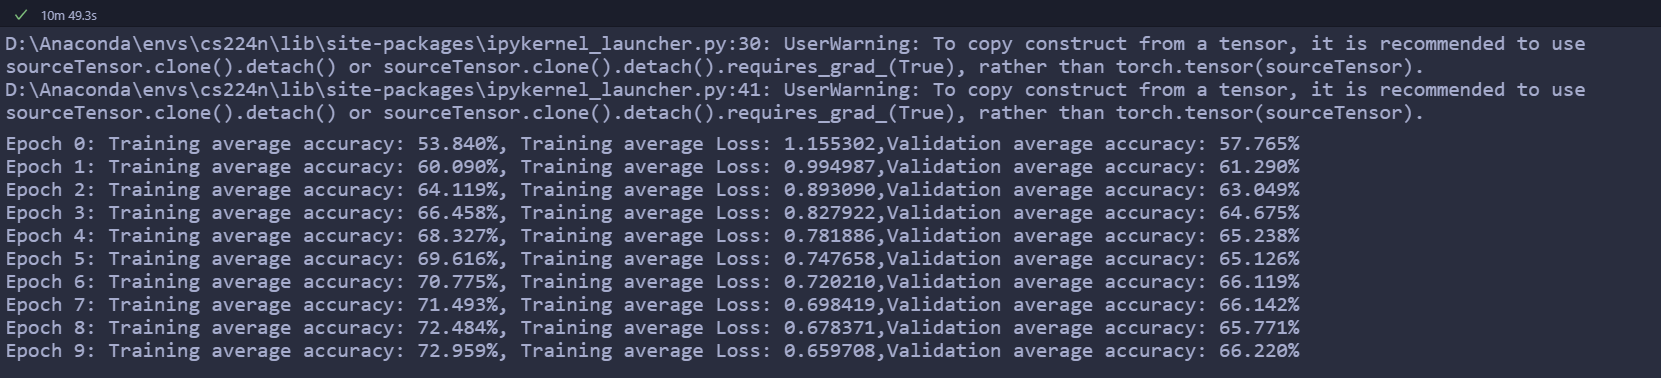 10m 49.3s
D:\Anaconda\envs\cs224n\lib\site-packages\ipykernel_launcher.py:30: UserWarning: To copy construct from a tensor, it is recommended to use
sourceTensor.clone().detach() or sourceTensor.clone().detach().requires_grad_(True), rather than torch.tensor(sourceTensor).
D:\Anaconda\envs\cs224n\lib\site-packages\ipykernel_launcher.py:41: UserWarning: To copy construct from a tensor, it is recommended to use
sourceTensor.clone().detach() or sourceTensor.clone().detach().requires_grad_(True), rather than torch.tensor(sourceTensor).
Epoch 0: Training average accuracy: 53.840%, Training average Loss: 1.155302,Validation average accuracy: 57.765%
Epoch 1: Training average accuracy: 60.090%, Training average Loss: 0.994987,Validation average accuracy: 61.290%
Epoch 2: Training average accuracy: 64.119%, Training average Loss: 0.893090,Validation average accuracy: 63.049%
Epoch 3: Training average accuracy: 66.458%, Training average Loss: 0.827922,Validation average accuracy: 64.675%
Epoch 4: Training average accuracy: 68.327%, Training average Loss: 0.781886,Validation average accuracy: 65.238%
Epoch 5: Training average accuracy: 69.616%, Training average Loss: 0.747658,Validation average accuracy: 65.126%
Epoch 6: Training average accuracy: 70.775%, Training average Loss: 0.720210,Validation average accuracy: 66.119%
Epoch 7: Training average accuracy: 71.493%, Training average Loss: 0.698419,Validation average accuracy: 66.142%
Epoch 8: Training average accuracy: 72.484%, Training average Loss: 0.678371,Validation average accuracy: 65.771%
Epoch 9: Training average accuracy: 72.959%, Training average Loss: 0.659708,Validation average accuracy: 66.220%